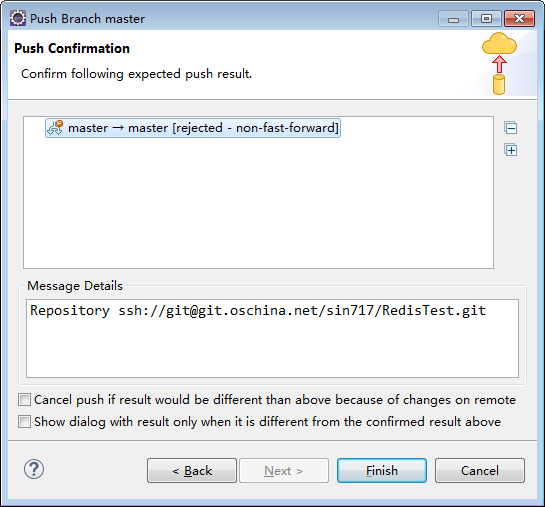 Push Branch master
Push Confirmation
Confirm following expected push result.
master → master [rejected - non-fast-forward]
Message Details
Repository ssh://git@git.oschina.net/sin717/RedisTest.git
Cancel push if result would be different than above because of changes on remote
Show dialog with result only when it is different from the confirmed result above
? < Back Next > Finish Cancel